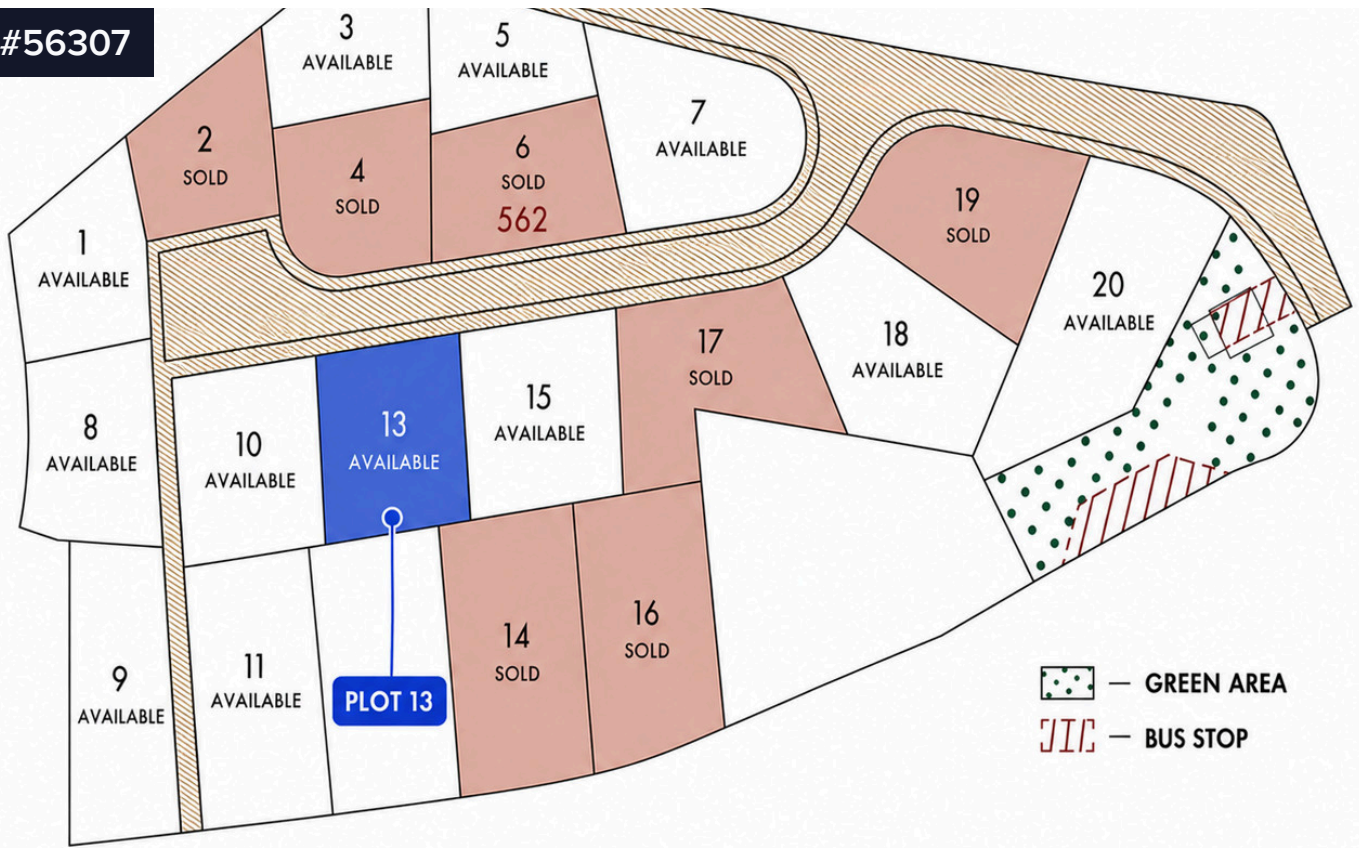 #56307
3
AVAILABLE
5
AVAILABLE
7
AVAILABLE
2
SOLD
4
SOLD
6
SOLD
562
19
SOLD
1
AVAILABLE
20
AVAILABLE
18
AVAILABLE
17
SOLD
8
AVAILABLE
10
AVAILABLE
13
AVAILABLE
15
AVAILABLE
9
AVAILABLE
11
AVAILABLE
PLOT 13
14
SOLD
16
SOLD
— GREEN AREA
— BUS STOP